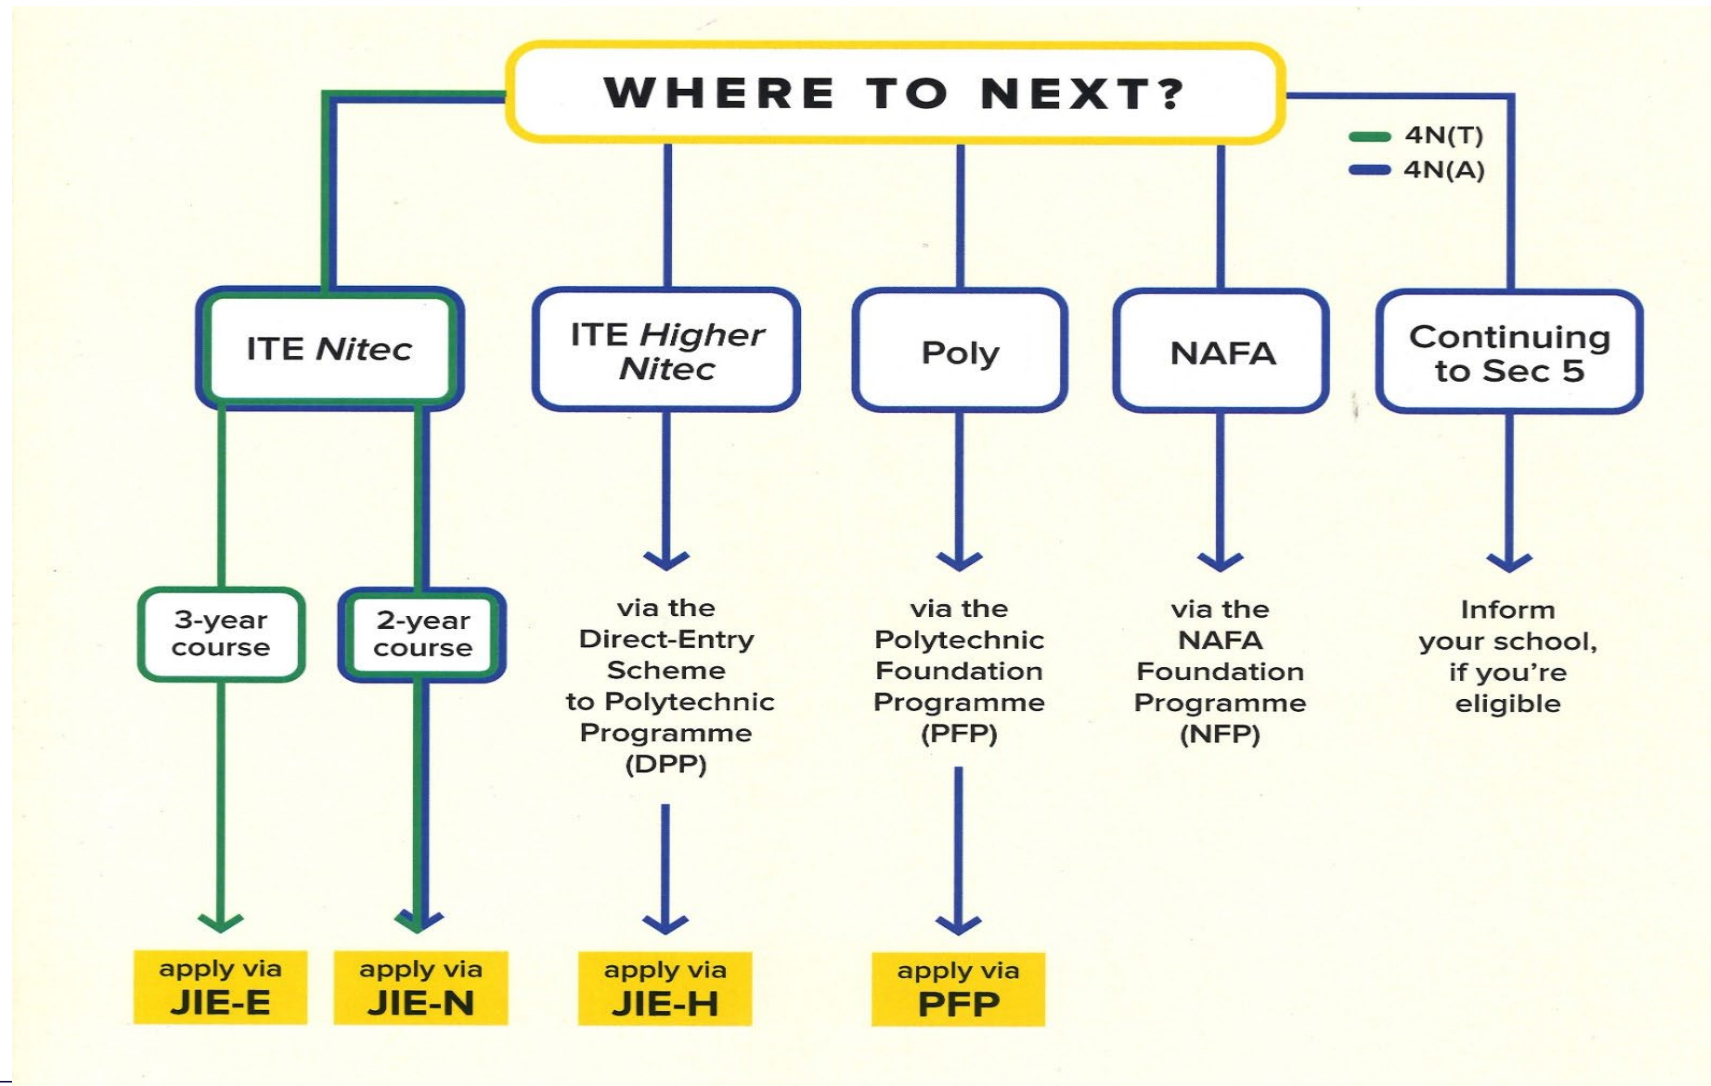 WHERE TO NEXT?
4N(T)
4N(A)
ITE Nitec
ITE Higher
Nitec
Poly
NAFA
Continuing
to Sec 5
3-year
course
2-year
course
via the
Direct-Entry
Scheme
to Polytechnic
Programme
(DPP)
via the
Polytechnic
Foundation
Programme
(PFP)
via the
NAFA
Foundation
Programme
(NFP)
Inform
your school,
if you're
eligible
apply via
JIE-E
apply via
JIE-N
apply via
JIE-H
apply via
PFP